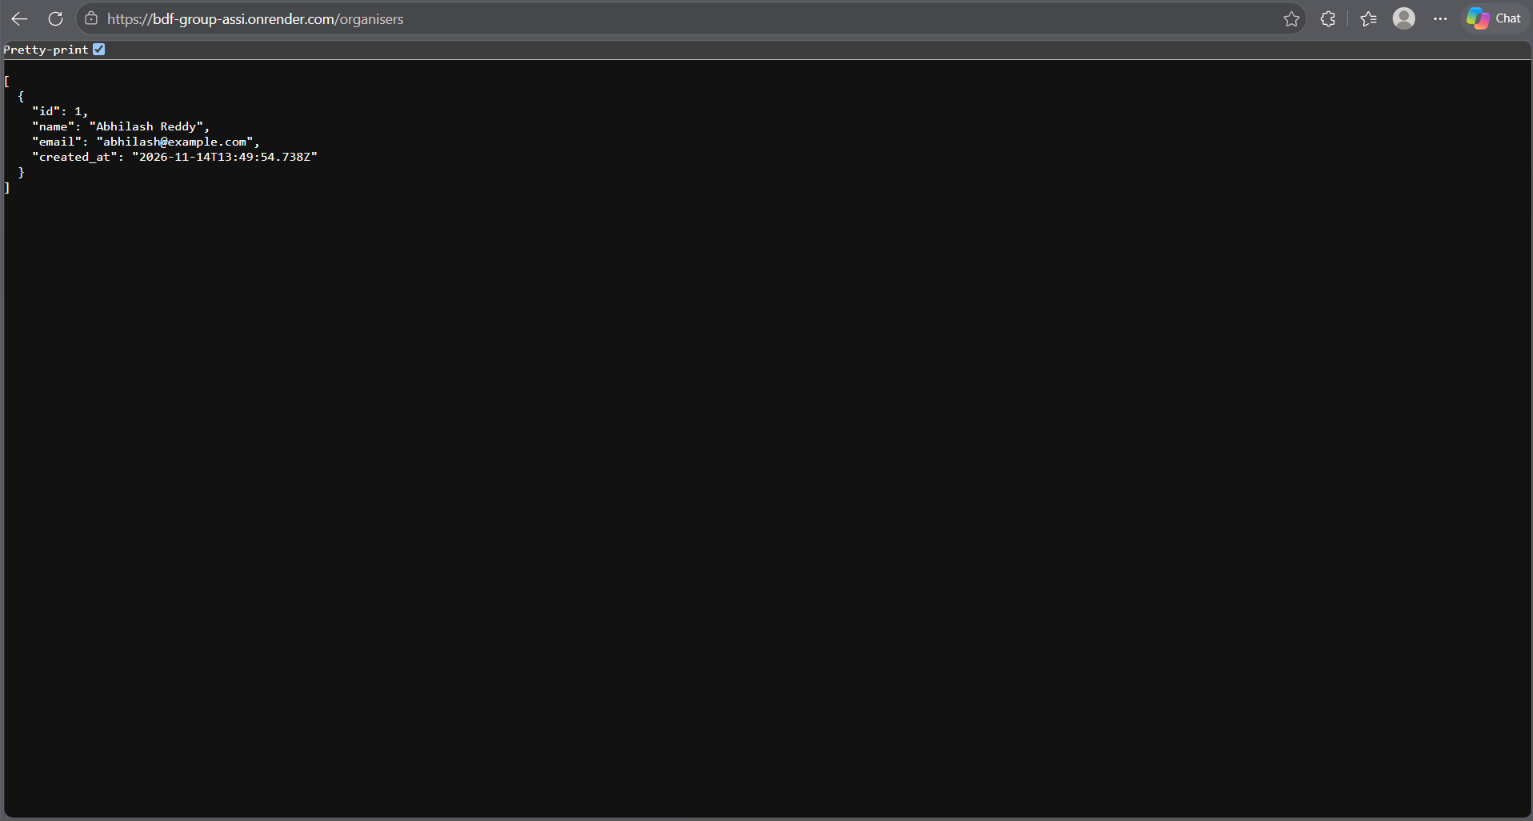 https://bdf-group-assi.onrender.com/organisers
Chat
Pretty-print
[
  {
    "id": 1,
    "name": "Abhilash Reddy",
    "email": "abhilash@example.com",
    "created_at": "2026-11-14T13:49:54.738Z"
  }
]